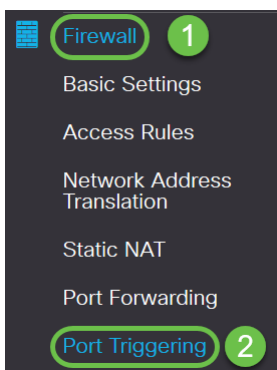 Firewall 1
Basic Settings
Access Rules
Network Address
Translation
Static NAT
Port Forwarding
Port Triggering 2